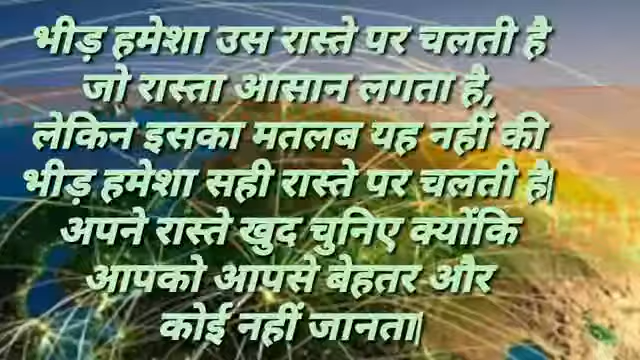 भीड़ हमेशा उस रास्ते पर चलती है
जो रास्ता आसान लगता है,
लेकिन इसका मतलब यह नहीं की
भीड़ हमेशा सही रास्ते पर चलती है|
अपने रास्ते खुद चुनिए क्योंकि
आपको आपसे बेहतर और
कोई नहीं जानता|